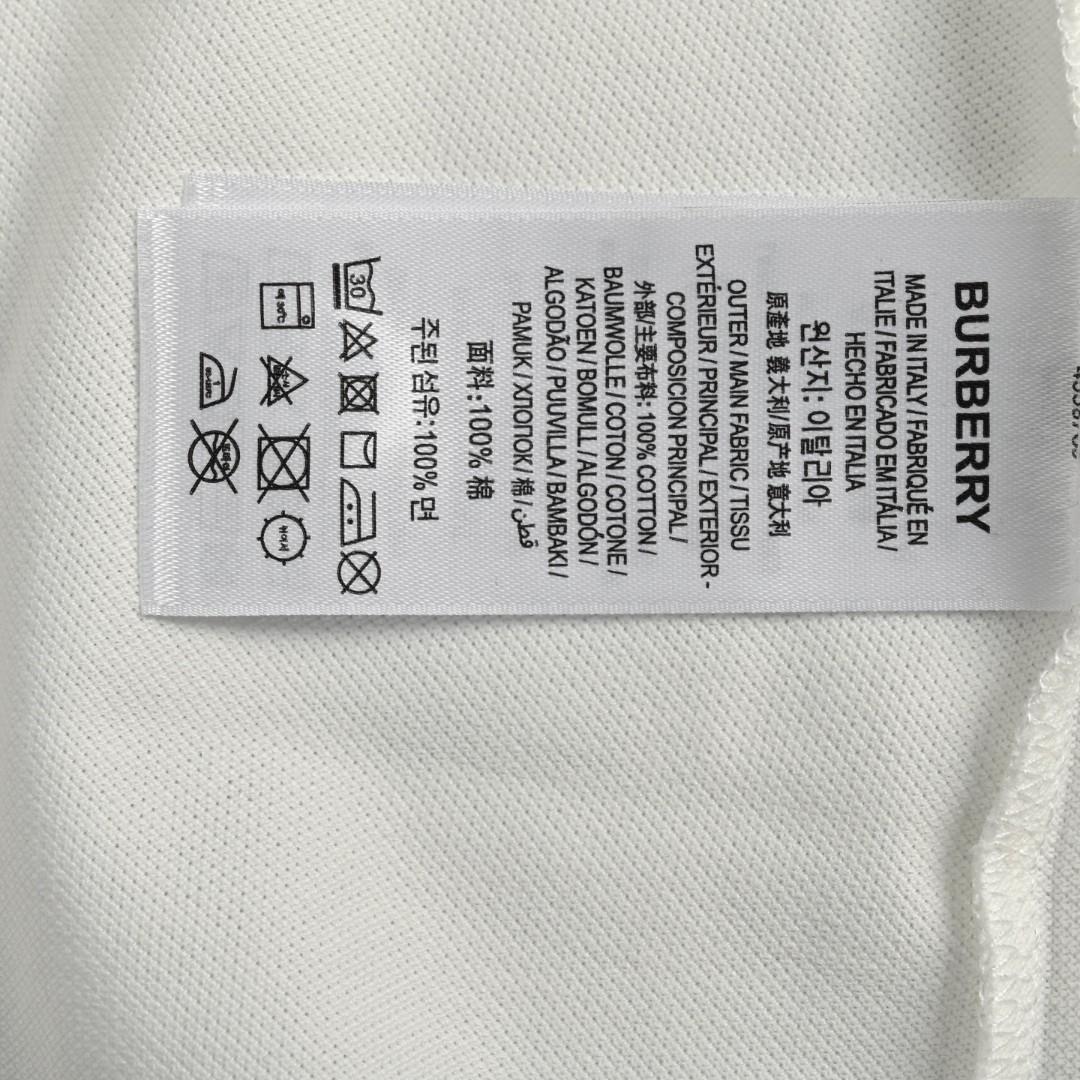 BURBERRY
MADE IN ITALY / FABRIQUÉ EN
ITALIE / FABRICADO EM ITÁLIA /
HECHO EN ITALIA
원산지: 이탈리아
原產地 義大利/原产地 意大利
OUTER / MAIN FABRIC / TISSU
EXTÉRIEUR / PRINCIPAL / EXTERIOR -
COMPOSICION PRINCIPAL /
外部/主要布料: 100% COTTON /
BAUMWOLLE / COTON / COTONE /
KATOEN / BOMULL / ALGODÓN /
ALGODÃO / PUUVILLA / BAMBAKI /
PAMUK / ХЛОТОК / 棉 / قطن
面料:100% 棉
주된섬유:100% 면
30